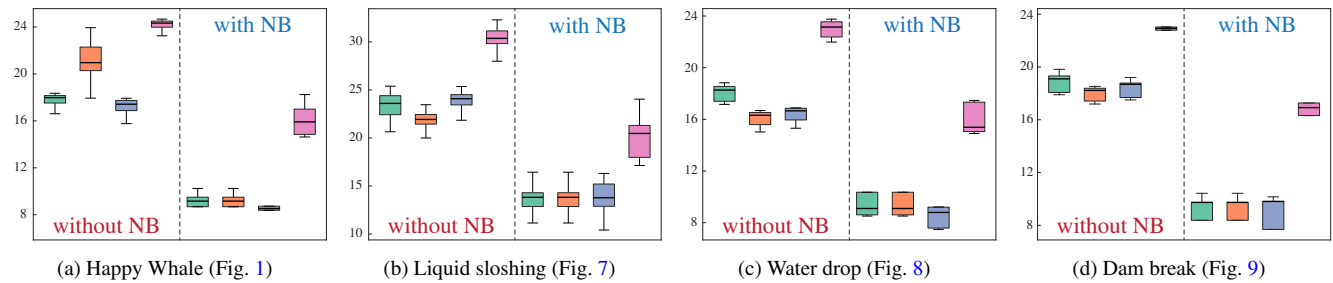 24
20
16
12
8
with NB
without NB
(a) Happy Whale (Fig. 1)
30
25
20
15
10
with NB
without NB
(b) Liquid sloshing (Fig. 7)
24
20
16
12
8
with NB
without NB
(c) Water drop (Fig. 8)
24
20
16
12
8
with NB
without NB
(d) Dam break (Fig. 9)